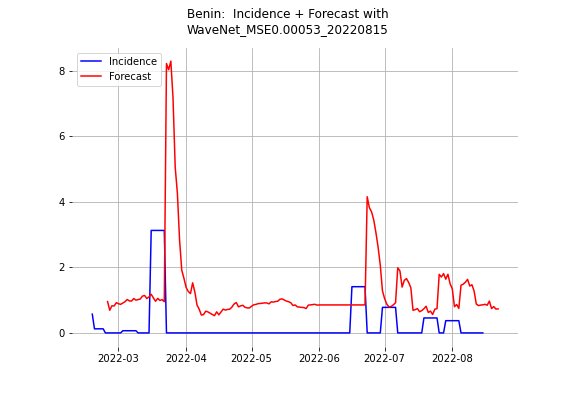 Benin:  Incidence + Forecast with
WaveNet_MSE0.00053_20220815
Incidence
Forecast
8
6
4
2
0
2022-03
2022-04
2022-05
2022-06
2022-07
2022-08